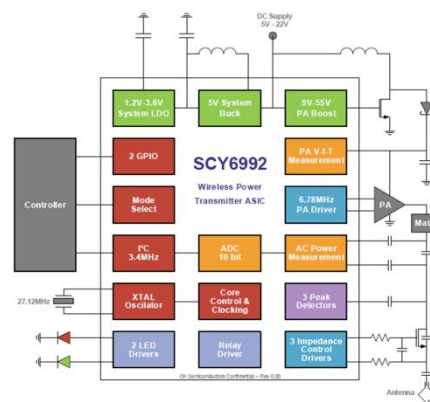 DC Supply
5V - 22V
1.2V-3.6V
System LDO
5V System
Buck
9V-55V
PA Boost
2 GPIO
SCY6992
Wireless Power
Transmitter ASIC
PA V-I-T
Measurement
Controller
Mode
Select
6.78MHz
PA Driver
PA
I²C
3.4MHz
ADC
10 bit
AC Power
Measurement
27.12MHz
XTAL
Oscilator
Core
Control &
Clocking
3 Peak
Detectors
2 LED
Drivers
Relay
Driver
3 Impedance
Control
Drivers
On Semiconductors Confidential – Rev 0.00
Antenna